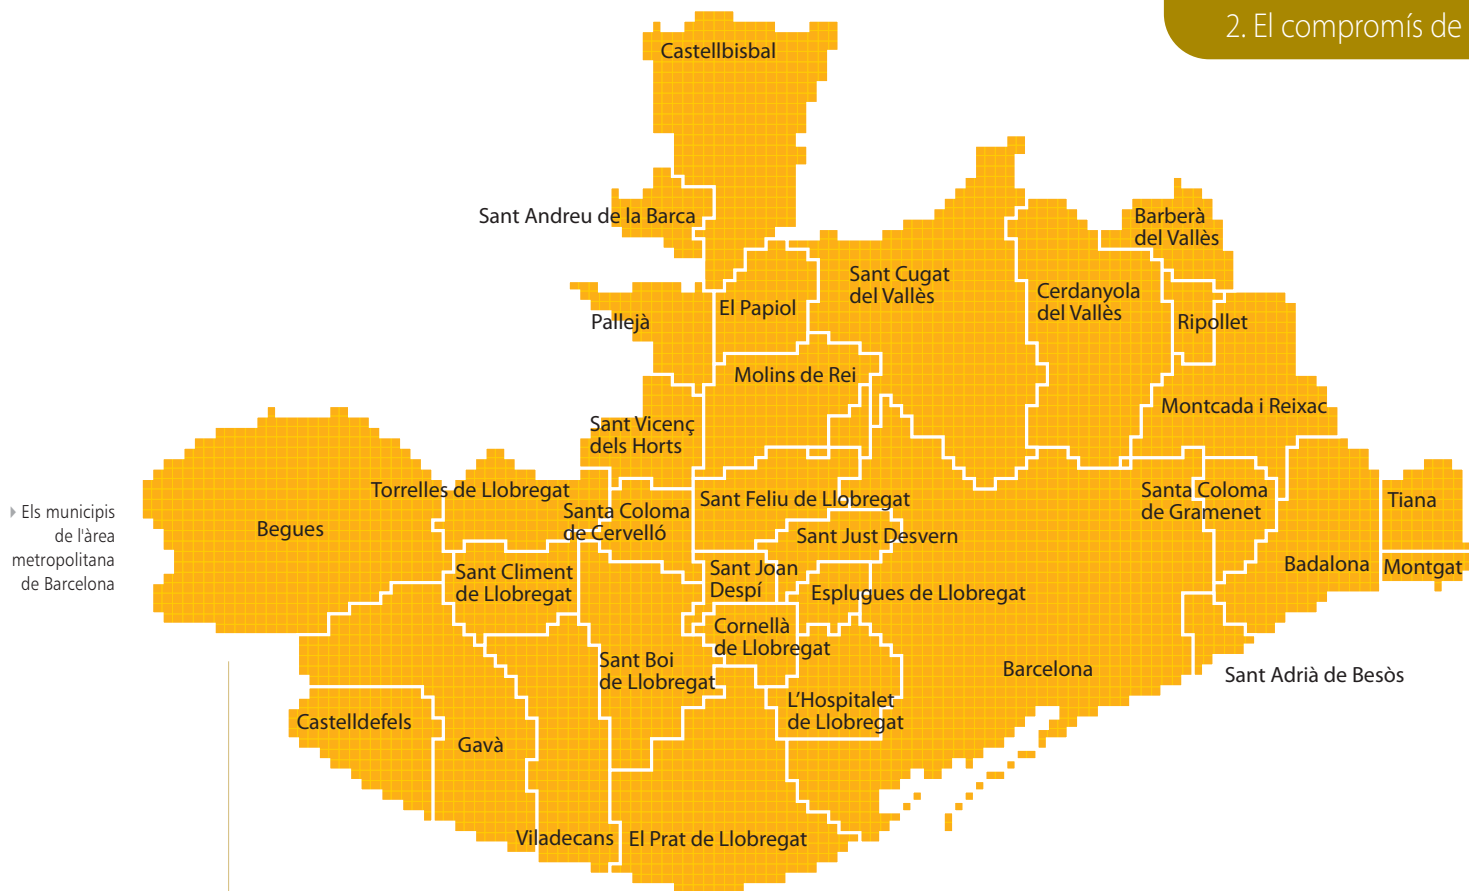 2. El compromís de
Castellbisbal
Sant Andreu de la Barca
Barberà
del Vallès
Sant Cugat
del Vallès
Cerdanyola
del Vallès
El Papiol
Pallejà
Ripollet
Molins de Rei
Montcada i Reixac
Sant Vicenç
dels Horts
Torrelles de Llobregat
Santa Coloma
de Cervelló
Sant Feliu de Llobregat
Santa Coloma
de Gramenet
Tiana
Els municipis
de l'àrea
metropolitana
de Barcelona
Begues
Sant Just Desvern
Badalona
Montgat
Sant Climent
de Llobregat
Sant Joan
Despí
Esplugues de Llobregat
Cornellà
de Llobregat
Sant Boi
de Llobregat
Barcelona
Sant Adrià de Besòs
L'Hospitalet
de Llobregat
Castelldefels
Gavà
Viladecans
El Prat de Llobregat